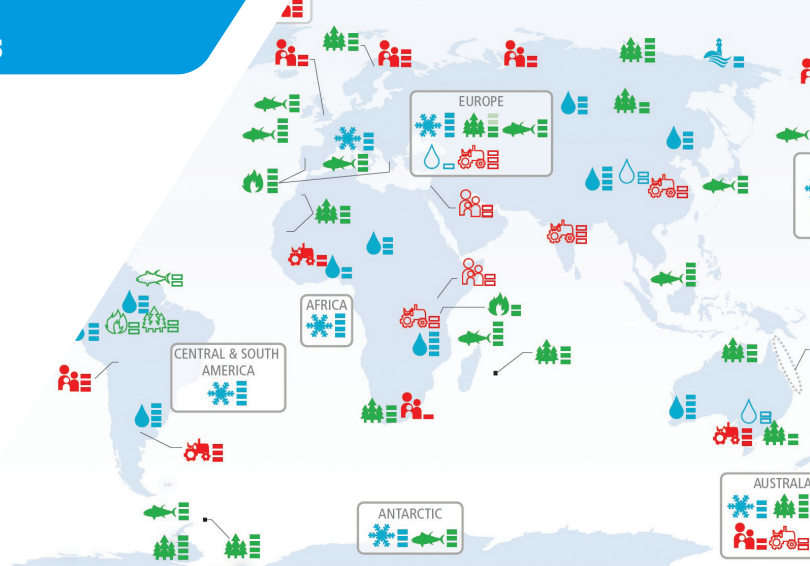 S
EUROPE
AFRICA
CENTRAL & SOUTH
AMERICA
ANTARCTIC
AUSTRALA